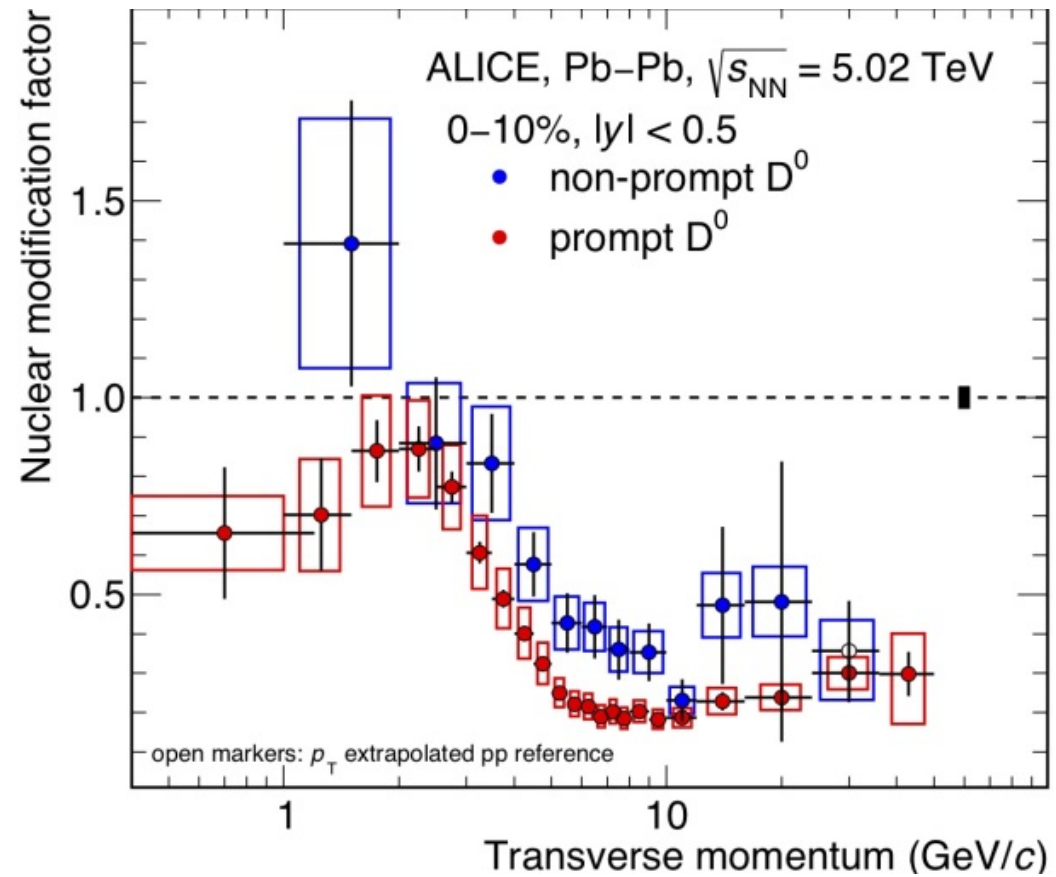 Nuclear modification factor
ALICE, Pb–Pb, √sNN = 5.02 TeV
0–10%, |y| < 0.5
non-prompt D0
prompt D0
1.5
1.0
0.5
open markers: pT extrapolated pp reference
1 10
Transverse momentum (GeV/c)